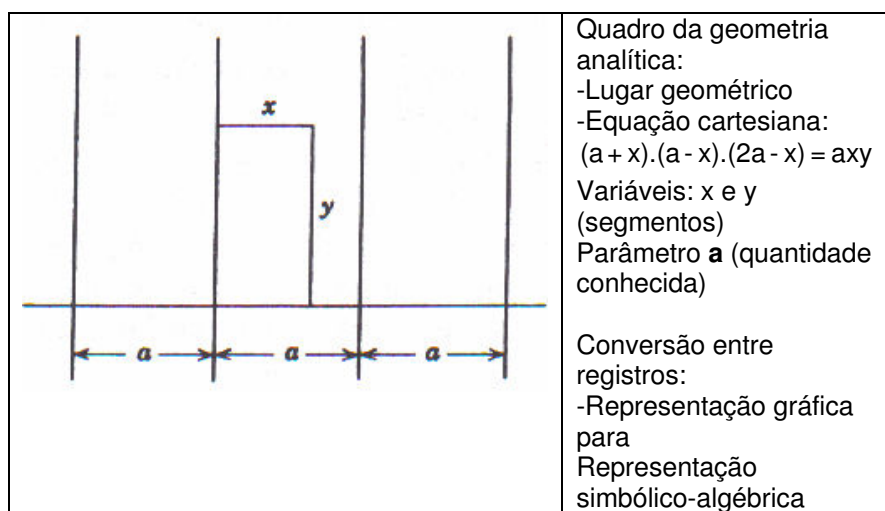 x
y
a
a
a
Quadro da geometria
analítica:
-Lugar geométrico
-Equação cartesiana:
(a + x).(a - x).(2a - x) = axy
Variáveis: x e y
(segmentos)
Parâmetro a (quantidade
conhecida)
Conversão entre
registros:
-Representação gráfica
para
Representação
simbólico-algébrica